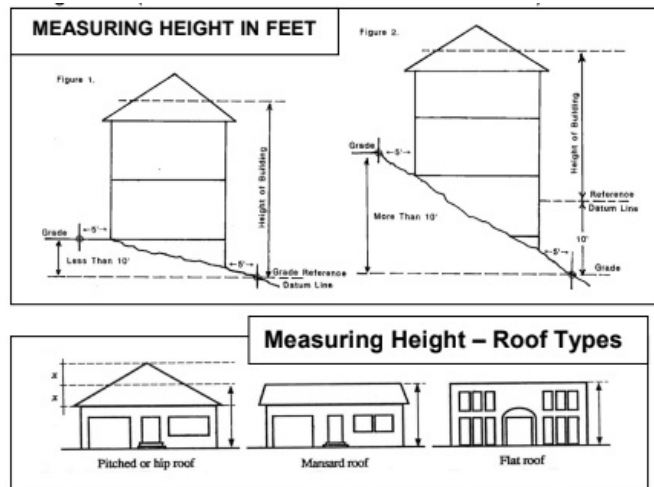 MEASURING HEIGHT IN FEET
Figure 1.
Height of Building
Grade
←5'→
Less Than 10'
←5'→
Grade Reference
Datum Line
Figure 2.
Height of Building
Grade
←5'→
More Than 10'
Reference
Datum Line
10'
←5'→
Grade
Measuring Height – Roof Types
Pitched or hip roof
Mansard roof
Flat roof